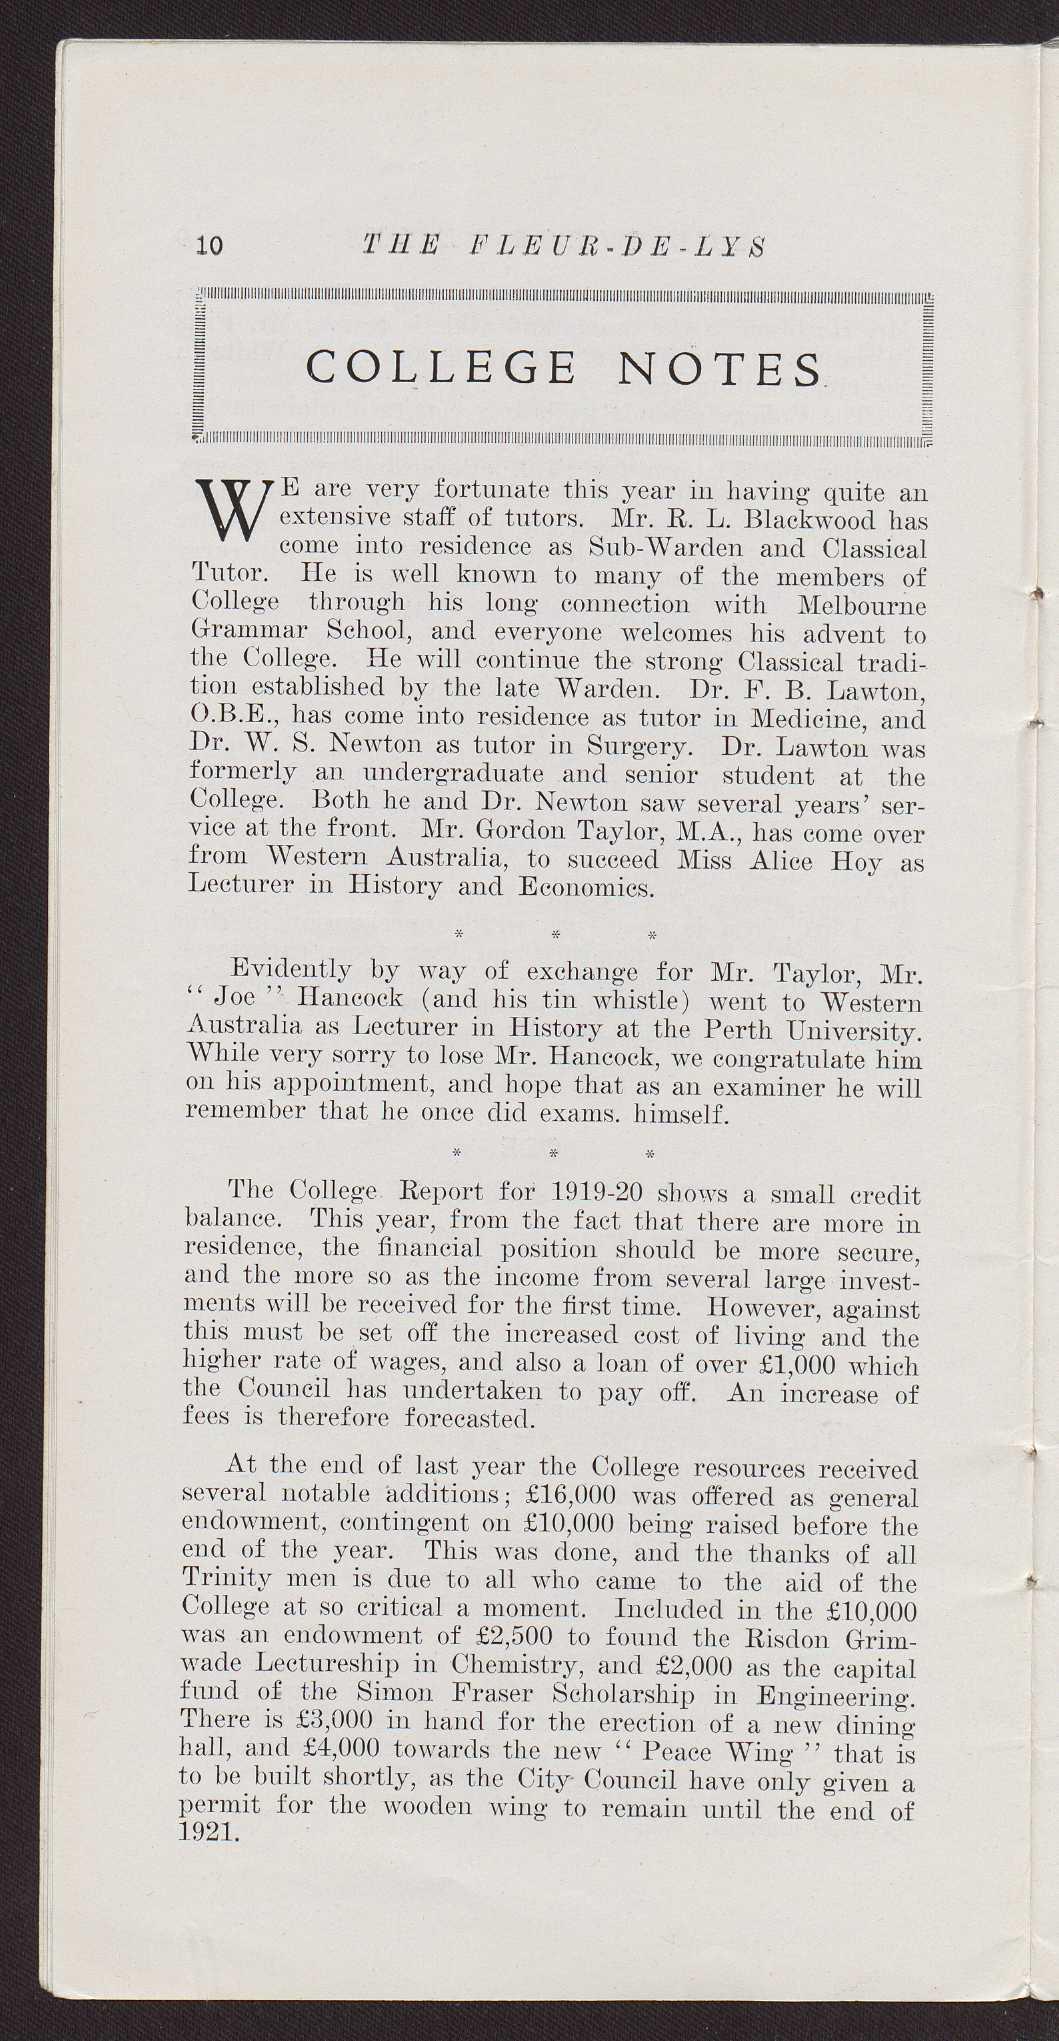 10 THE FLEUR-DE-LYS
COLLEGE NOTES
WE are very fortunate this year in having quite an
extensive staff of tutors. Mr. R. L. Blackwood has
come into residence as Sub-Warden and Classical
Tutor. He is well known to many of the members of
College through his long connection with Melbourne
Grammar School, and everyone welcomes his advent to
the College. He will continue the strong Classical tradi-
tion established by the late Warden. Dr. F. B. Lawton,
O.B.E., has come into residence as tutor in Medicine, and
Dr. W. S. Newton as tutor in Surgery. Dr. Lawton was
formerly an undergraduate and senior student at the
College. Both he and Dr. Newton saw several years' ser-
vice at the front. Mr. Gordon Taylor, M.A., has come over
from Western Australia, to succeed Miss Alice Hoy as
Lecturer in History and Economics.
* * *
Evidently by way of exchange for Mr. Taylor, Mr.
" Joe " Hancock (and his tin whistle) went to Western
Australia as Lecturer in History at the Perth University.
While very sorry to lose Mr. Hancock, we congratulate him
on his appointment, and hope that as an examiner he will
remember that he once did exams. himself.
* * *
The College Report for 1919-20 shows a small credit
balance. This year, from the fact that there are more in
residence, the financial position should be more secure,
and the more so as the income from several large invest-
ments will be received for the first time. However, against
this must be set off the increased cost of living and the
higher rate of wages, and also a loan of over £1,000 which
the Council has undertaken to pay off. An increase of
fees is therefore forecasted.
At the end of last year the College resources received
several notable additions; £16,000 was offered as general
endowment, contingent on £10,000 being raised before the
end of the year. This was done, and the thanks of all
Trinity men is due to all who came to the aid of the
College at so critical a moment. Included in the £10,000
was an endowment of £2,500 to found the Risdon Grim-
wade Lectureship in Chemistry, and £2,000 as the capital
fund of the Simon Fraser Scholarship in Engineering.
There is £3,000 in hand for the erection of a new dining
hall, and £4,000 towards the new " Peace Wing " that is
to be built shortly, as the City Council have only given a
permit for the wooden wing to remain until the end of
1921.